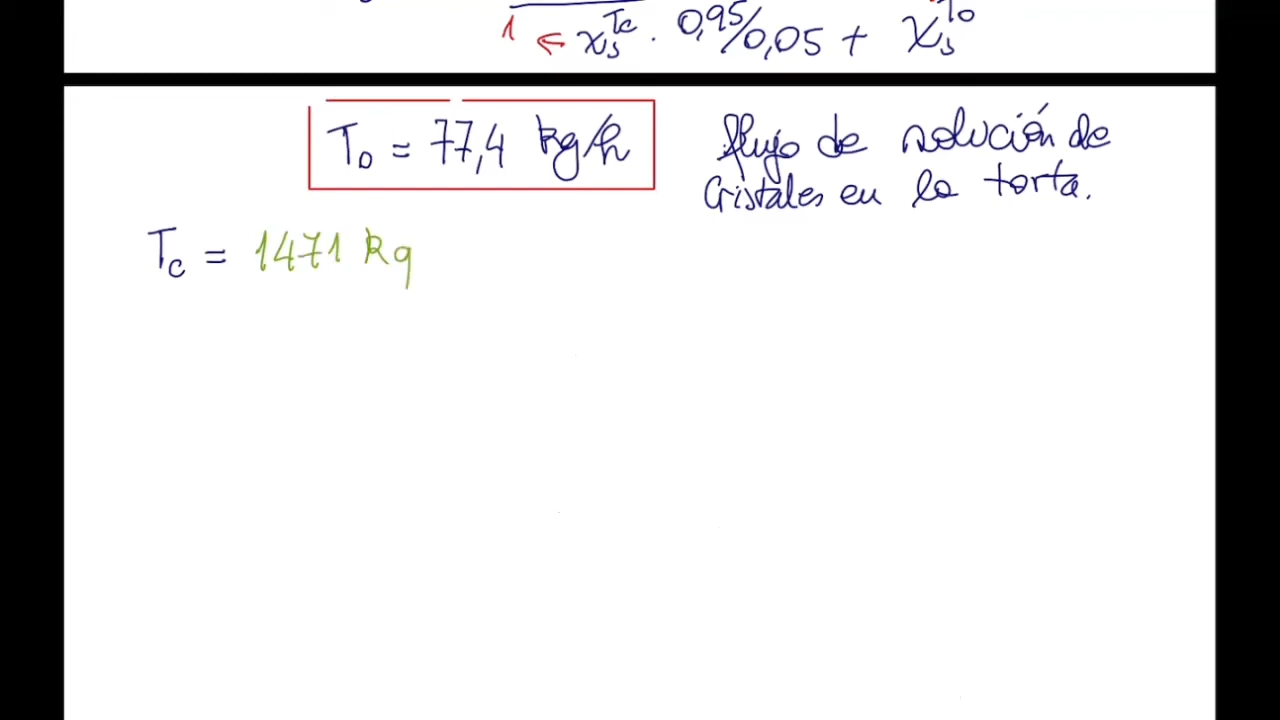 1 ← x_s^Tc · 0,95/0,05 + x_s^To
T_o = 77,4 kg/h flujo de solución de
cristales en la torta.
T_c = 1471 kg